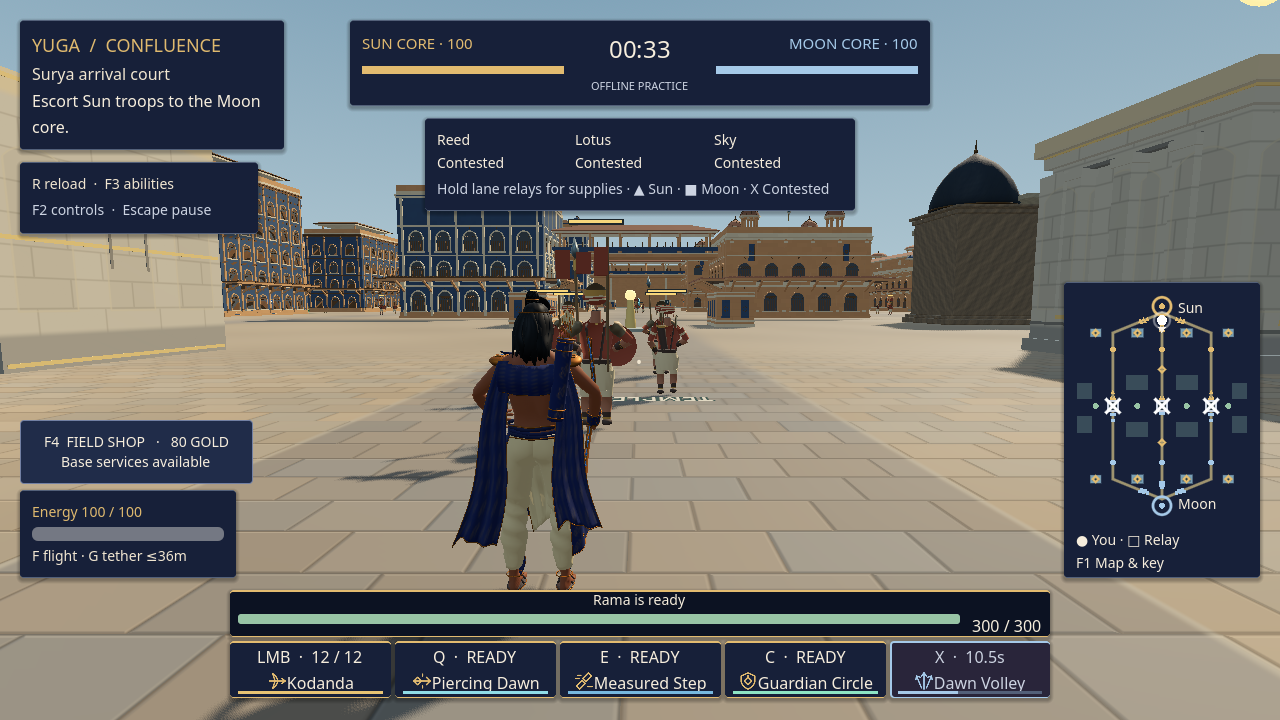 YUGA / CONFLUENCE
Surya arrival court
Escort Sun troops to the Moon
core.
R reload · F3 abilities
F2 controls · Escape pause
SUN CORE · 100
00:33
MOON CORE · 100
OFFLINE PRACTICE
Reed Lotus Sky
Contested Contested Contested
Hold lane relays for supplies · ▲ Sun · ■ Moon · X Contested
Sun
Moon
● You · □ Relay
F1 Map & key
F4 FIELD SHOP · 80 GOLD
Base services available
Energy 100 / 100
F flight · G tether ≤36m
Rama is ready
300 / 300
LMB · 12 / 12
Kodanda
Q · READY
Piercing Dawn
E · READY
Measured Step
C · READY
Guardian Circle
X · 10.5s
Dawn Volley